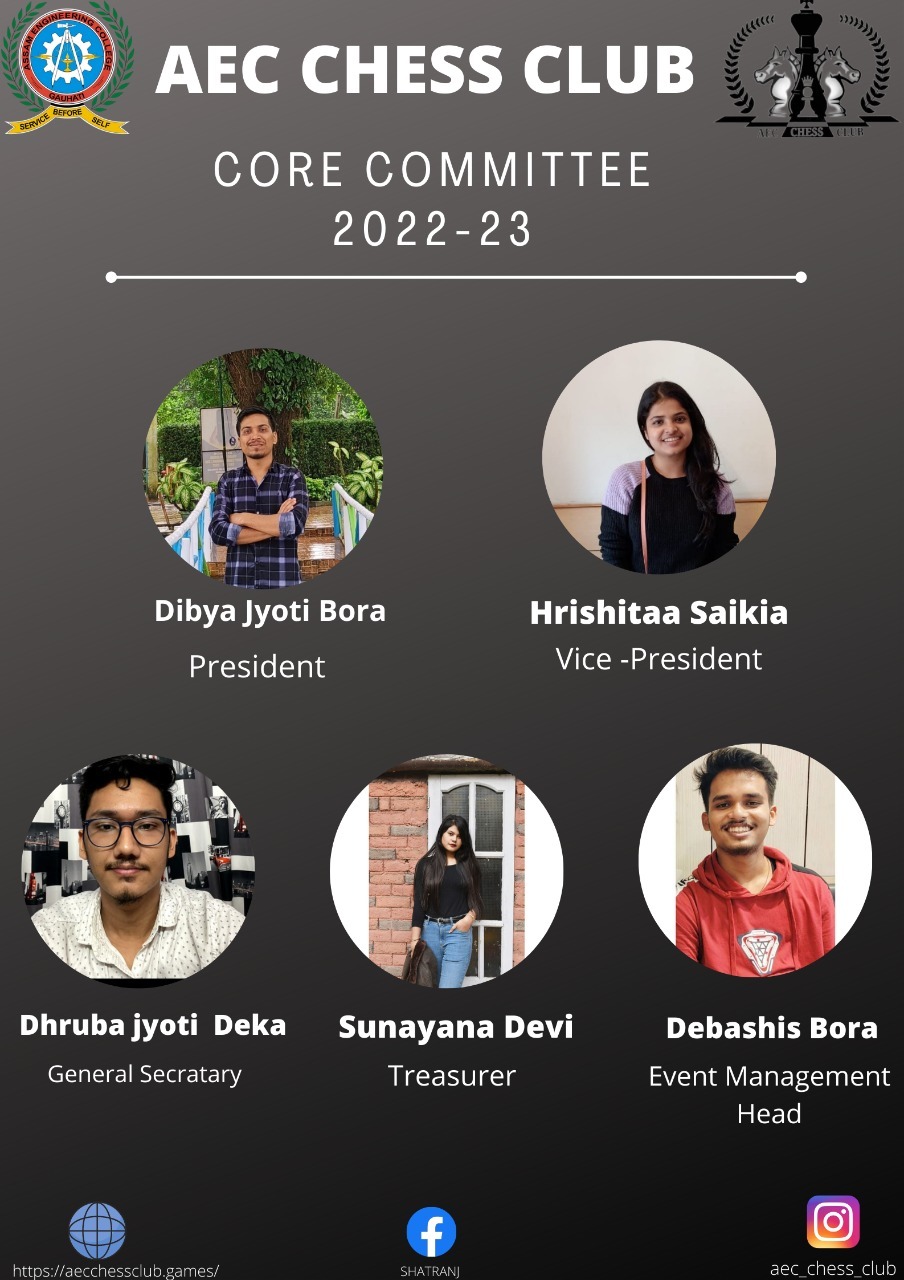 ASSAM ENGINEERING COLLEGE
GAUHATI
SERVICE BEFORE SELF
AEC CHESS CLUB
AEC CHESS CLUB
CORE COMMITTEE
2022-23
Dibya Jyoti Bora
Hrishitaa Saikia
President
Vice -President
Dhruba jyoti Deka
Sunayana Devi
Debashis Bora
General Secratary
Treasurer
Event Management
Head
https://aecchessclub.games/
SHATRANJ
aec_chess_club